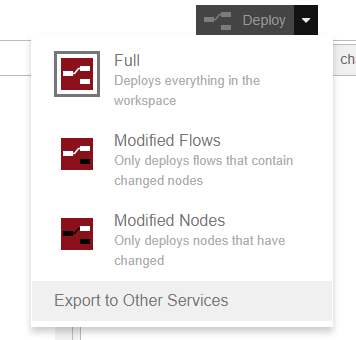 Deploy
cha
Full
Deploys everything in the
workspace
Modified Flows
Only deploys flows that contain
changed nodes
Modified Nodes
Only deploys nodes that have
changed
Export to Other Services